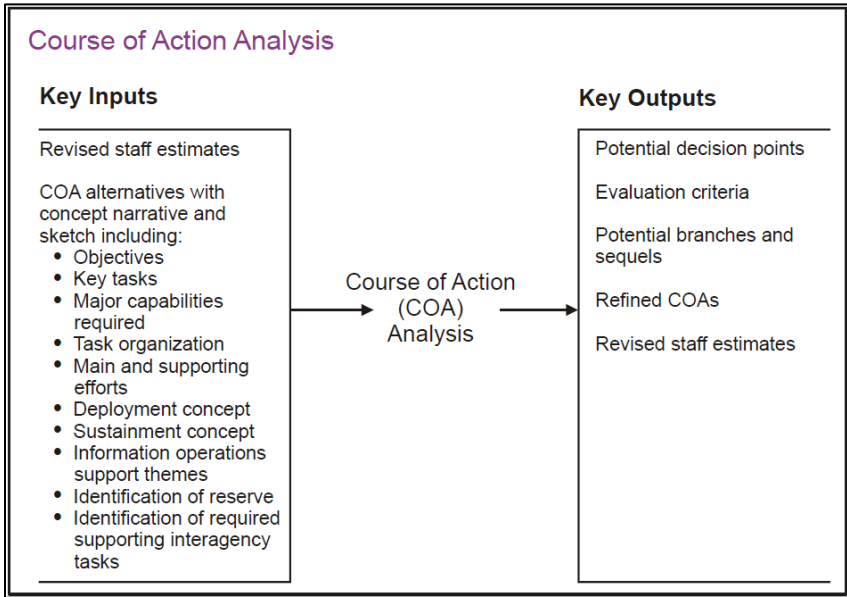 Course of Action Analysis
Key Inputs
Revised staff estimates
COA alternatives with
concept narrative and
sketch including:
• Objectives
• Key tasks
• Major capabilities
required
• Task organization
• Main and supporting
efforts
• Deployment concept
• Sustainment concept
• Information operations
support themes
• Identification of reserve
• Identification of required
supporting interagency
tasks
Course of Action
(COA)
Analysis
Key Outputs
Potential decision points
Evaluation criteria
Potential branches and
sequels
Refined COAs
Revised staff estimates